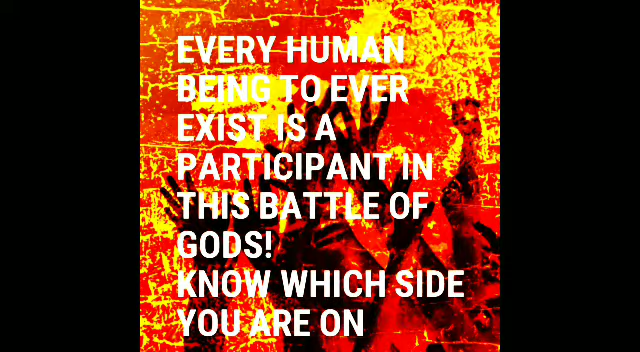 EVERY HUMAN
BEING TO EVER
EXIST IS A
PARTICIPANT IN
THIS BATTLE OF
GODS!
KNOW WHICH SIDE
YOU ARE ON